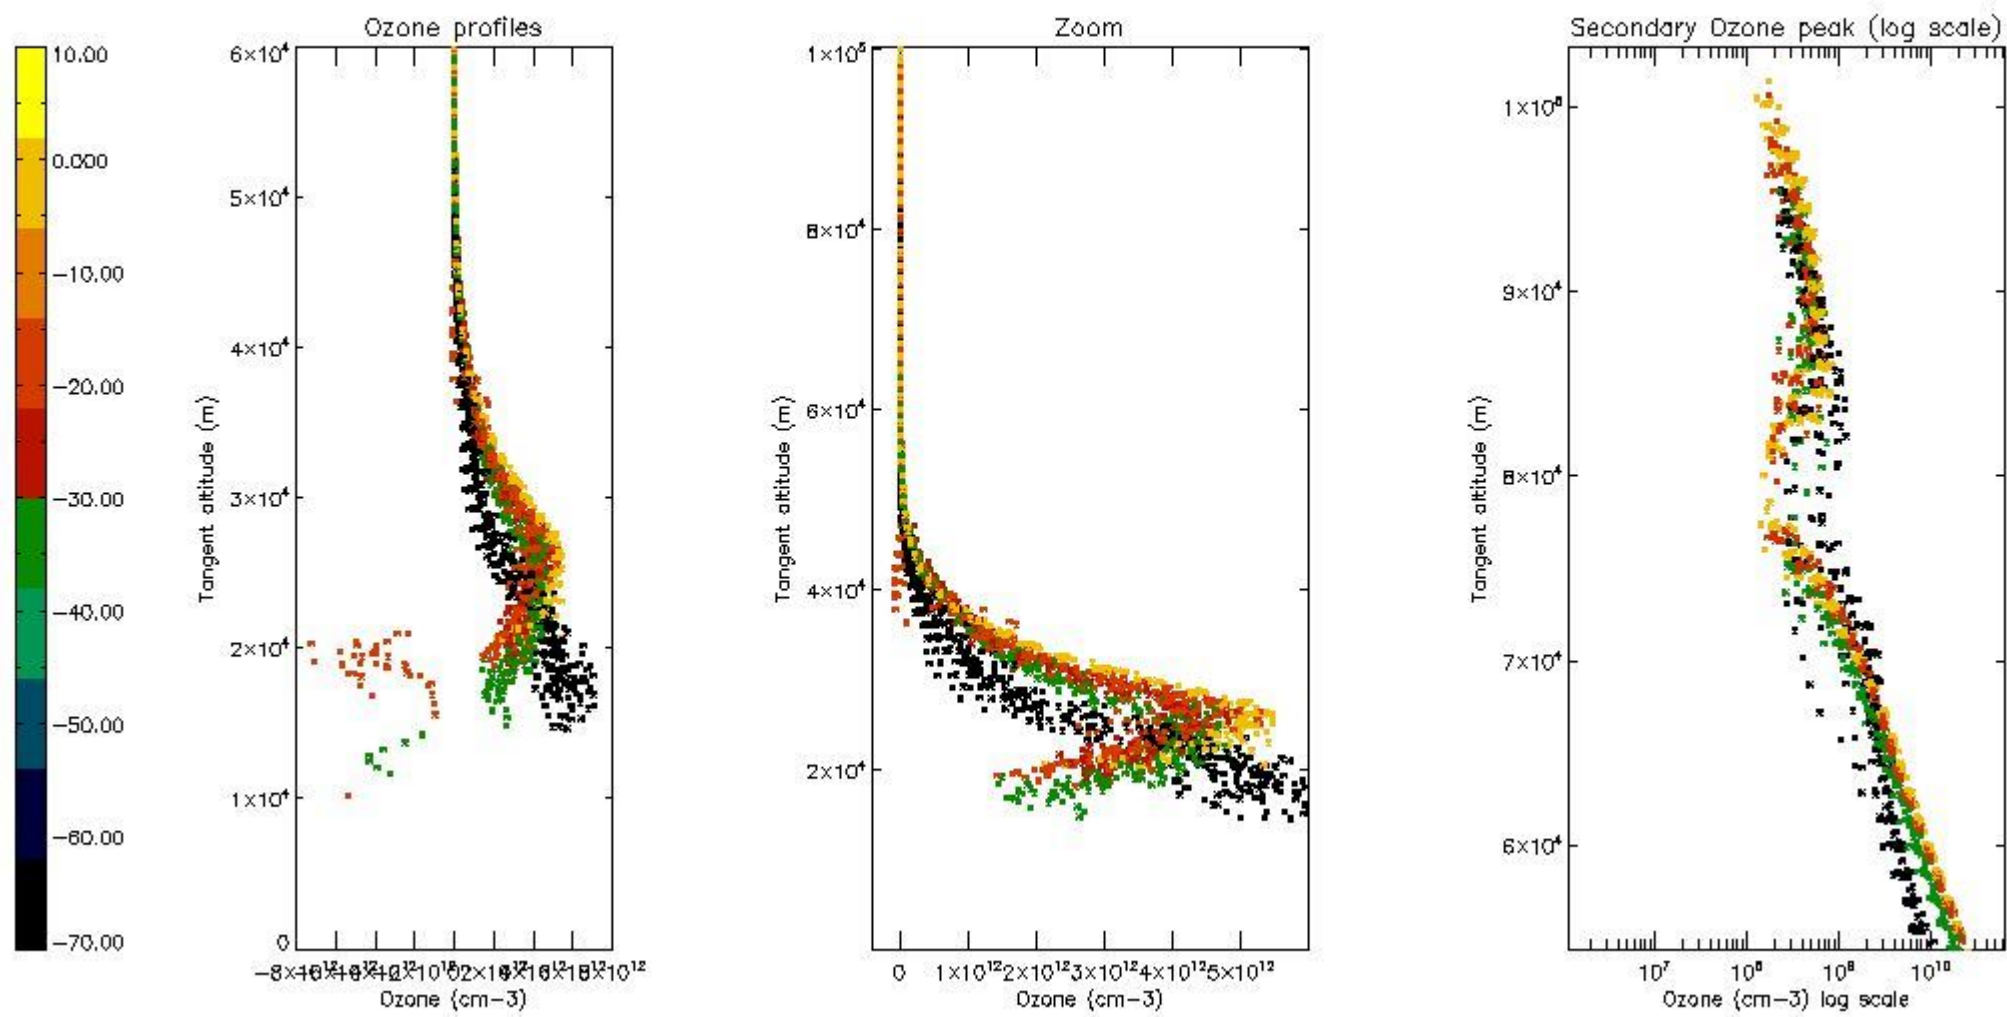 Ozone profiles
Zoom
Secondary Ozone peak (log scale)
10.00
0.000
−10.00
−20.00
−30.00
−40.00
−50.00
−60.00
−70.00
6×10⁴
5×10⁴
4×10⁴
3×10⁴
2×10⁴
1×10⁴
0
Tangent altitude (m)
Ozone (cm−3)
1×10⁵
8×10⁴
6×10⁴
4×10⁴
2×10⁴
Tangent altitude (m)
0 1×10¹² 2×10¹² 3×10¹² 4×10¹² 5×10¹²
Ozone (cm−3)
1×10⁵
9×10⁴
8×10⁴
7×10⁴
6×10⁴
Tangent altitude (m)
10⁷ 10⁸ 10⁹ 10¹⁰
Ozone (cm−3) log scale